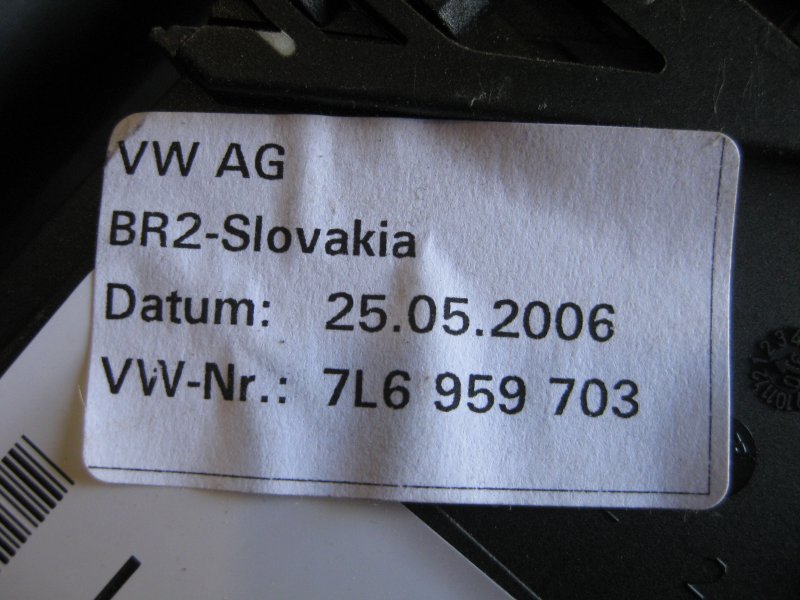 VW AG
BR2-Slovakia
Datum: 25.05.2006
VW-Nr.: 7L6 959 703